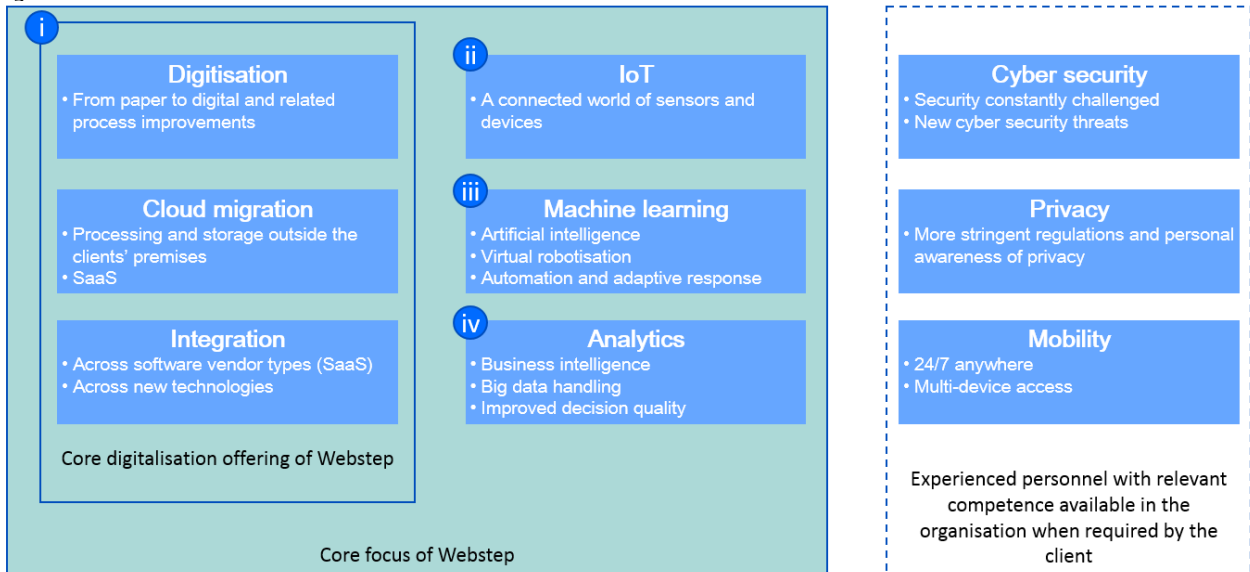 i
Digitisation
• From paper to digital and related
process improvements
Cloud migration
• Processing and storage outside the
clients’ premises
• SaaS
Integration
• Across software vendor types (SaaS)
• Across new technologies
Core digitalisation offering of Webstep
ii
IoT
• A connected world of sensors and
devices
iii
Machine learning
• Artificial intelligence
• Virtual robotisation
• Automation and adaptive response
iv
Analytics
• Business intelligence
• Big data handling
• Improved decision quality
Core focus of Webstep
Cyber security
• Security constantly challenged
• New cyber security threats
Privacy
• More stringent regulations and personal
awareness of privacy
Mobility
• 24/7 anywhere
• Multi-device access
Experienced personnel with relevant
competence available in the
organisation when required by the
client